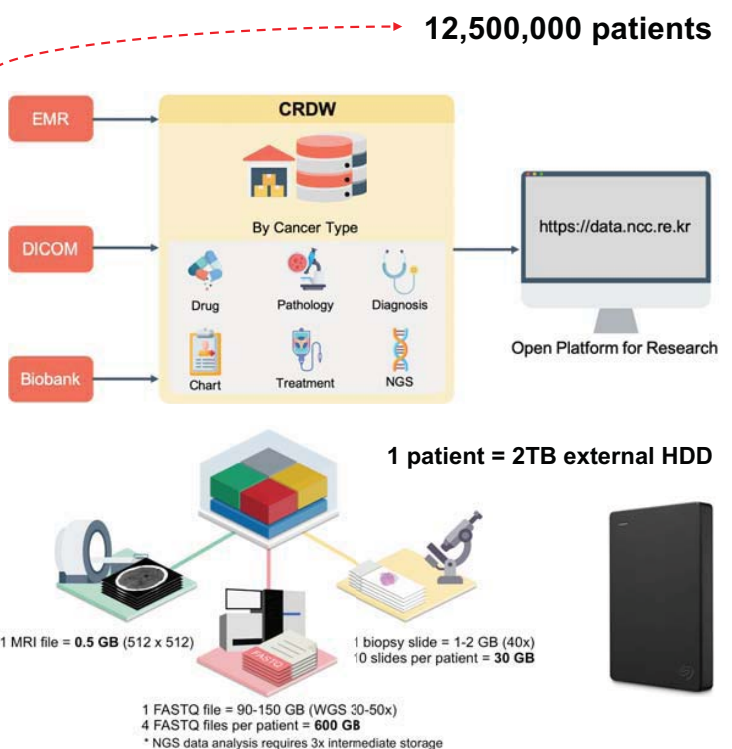 12,500,000 patients
EMR
DICOM
Biobank
CRDW
By Cancer Type
Drug
Pathology
Diagnosis
Chart
Treatment
NGS
https://data.ncc.re.kr
Open Platform for Research
1 patient = 2TB external HDD
1 MRI file = 0.5 GB (512 x 512)
FASTQ
1 biopsy slide = 1-2 GB (40x)
10 slides per patient = 30 GB
1 FASTQ file = 90-150 GB (WGS 30-50x)
4 FASTQ files per patient = 600 GB
* NGS data analysis requires 3x intermediate storage